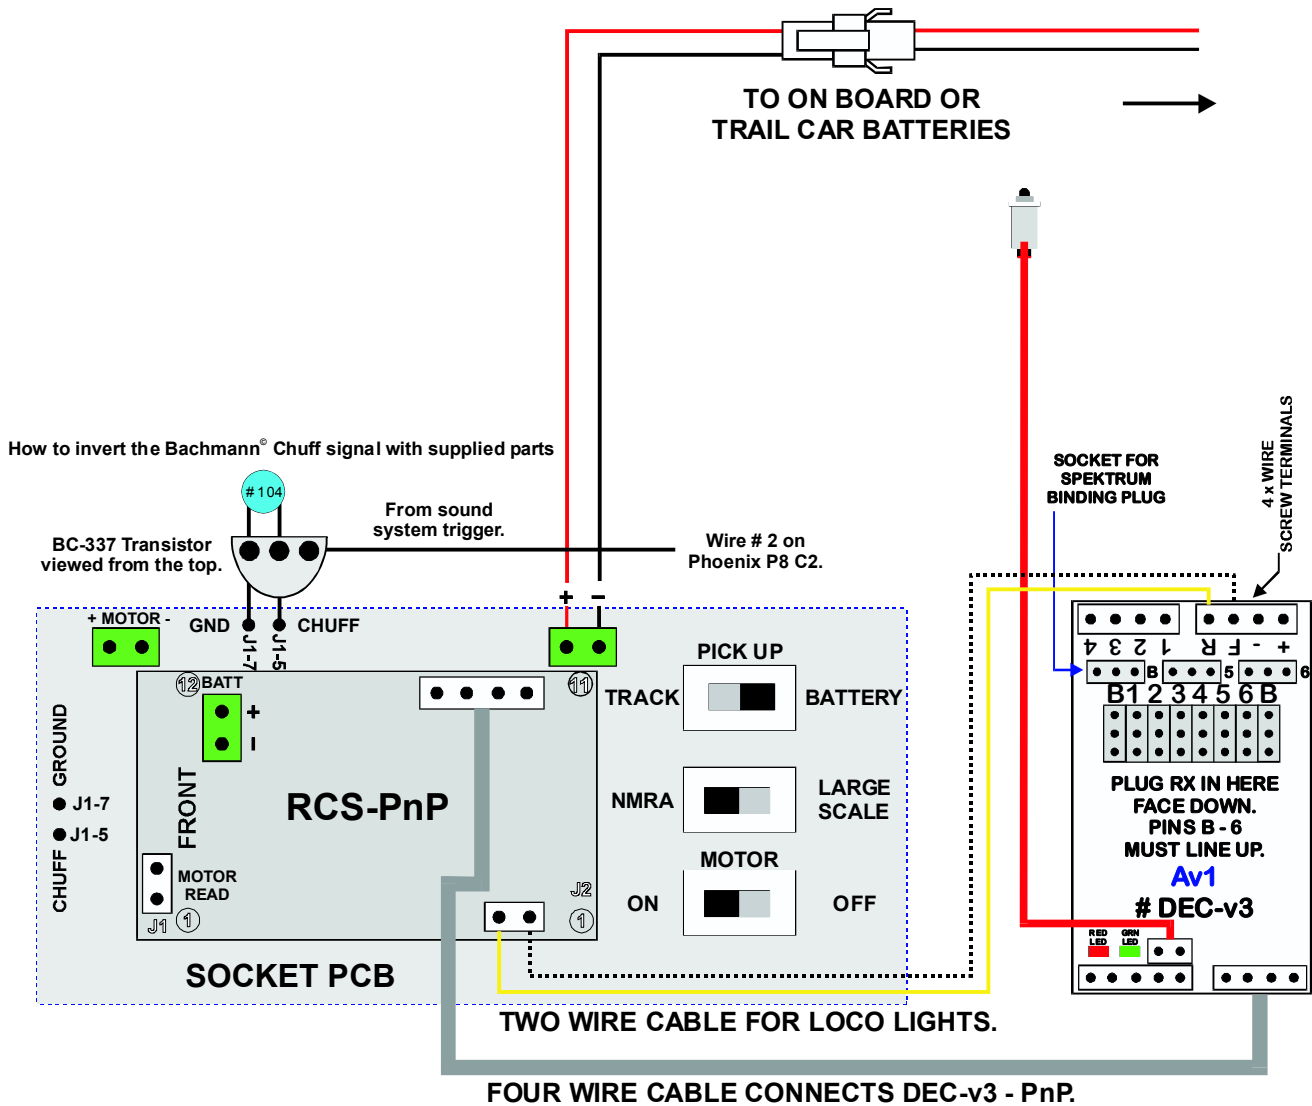 TO ON BOARD OR
TRAIL CAR BATTERIES
How to invert the Bachmann© Chuff signal with supplied parts
# 104
From sound
system trigger.
BC-337 Transistor
viewed from the top.
Wire # 2 on
Phoenix P8 C2.
SOCKET FOR
SPEKTRUM
BINDING PLUG
4 x WIRE
SCREW TERMINALS
+ −
+ MOTOR -
GND
CHUFF
J1-7
J1-5
PICK UP
TRACK
BATTERY
12
BATT
11
+
−
FRONT
RCS-PnP
NMRA
LARGE
SCALE
MOTOR
ON
OFF
GROUND
J1-7
J1-5
CHUFF
MOTOR
READ
J1
1
J2
1
SOCKET PCB
4 3 2 1 R F - +
B 5 6
B 1 2 3 4 5 6 B
PLUG RX IN HERE
FACE DOWN.
PINS B - 6
MUST LINE UP.
Av1
# DEC-v3
RED
LED
GRN
LED
TWO WIRE CABLE FOR LOCO LIGHTS.
FOUR WIRE CABLE CONNECTS DEC-v3 - PnP.